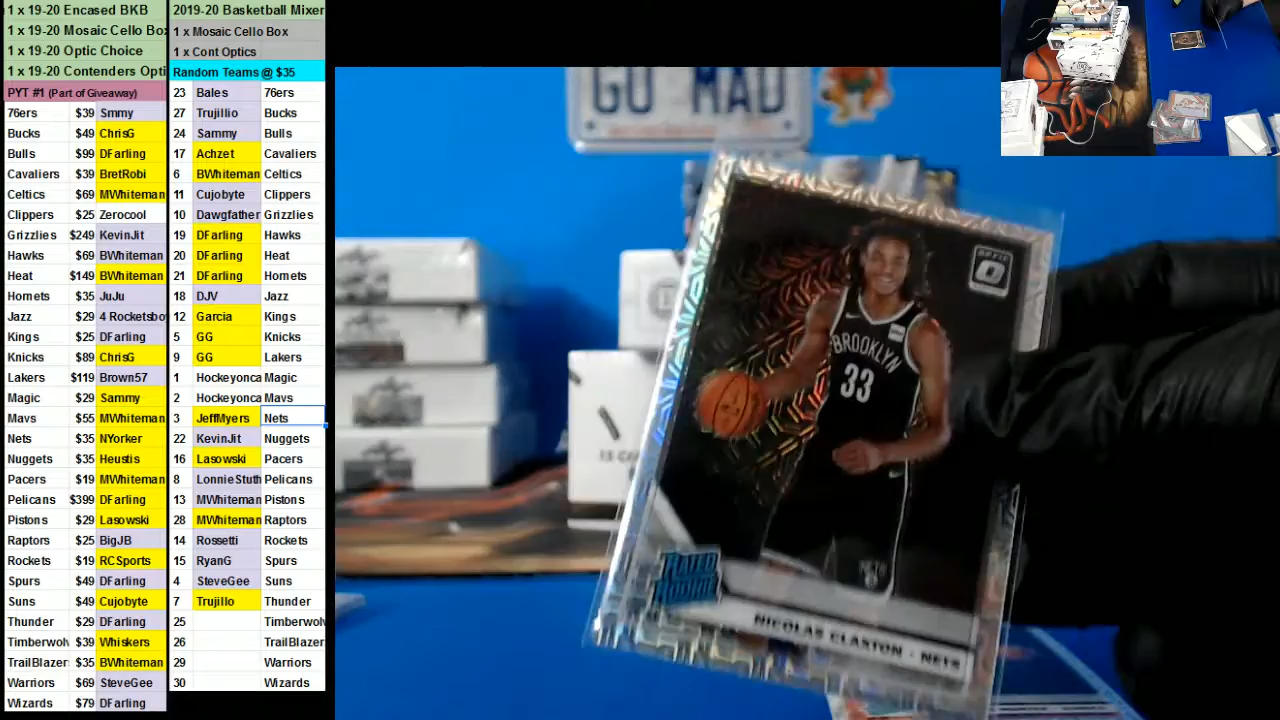 1 x 19-20 Encased BKB
1 x 19-20 Mosaic Cello Box
1 x 19-20 Optic Choice
1 x 19-20 Contenders Opti
PYT #1 (Part of Giveaway)
76ers $39 Smmy
Bucks $49 ChrisG
Bulls $99 DFarling
Cavaliers $39 BretRobi
Celtics $69 MWhiteman
Clippers $25 Zerocool
Grizzlies $249 KevinJit
Hawks $69 BWhiteman
Heat $149 BWhiteman
Hornets $35 JuJu
Jazz $29 4 Rocketsbo
Kings $25 DFarling
Knicks $89 ChrisG
Lakers $119 Brown57
Magic $29 Sammy
Mavs $55 MWhiteman
Nets $35 NYorker
Nuggets $35 Heustis
Pacers $19 MWhiteman
Pelicans $399 DFarling
Pistons $29 Lasowski
Raptors $25 BigJB
Rockets $19 RCSports
Spurs $49 DFarling
Suns $49 Cujobyte
Thunder $29 DFarling
Timberwolv $39 Whiskers
TrailBlazer $35 BWhiteman
Warriors $69 SteveGee
Wizards $79 DFarling
2019-20 Basketball Mixer
1 x Mosaic Cello Box
1 x Cont Optics
Random Teams @ $35
23 Bales 76ers
27 Trujillio Bucks
24 Sammy Bulls
17 Achzet Cavaliers
6 BWhiteman Celtics
11 Cujobyte Clippers
10 Dawgfather Grizzlies
19 DFarling Hawks
20 DFarling Heat
21 DFarling Hornets
18 DJV Jazz
12 Garcia Kings
5 GG Knicks
9 GG Lakers
1 Hockeyonca Magic
2 Hockeyonca Mavs
3 JeffMyers Nets
22 KevinJit Nuggets
16 Lasowski Pacers
8 LonnieStuth Pelicans
13 MWhiteman Pistons
28 MWhiteman Raptors
14 Rossetti Rockets
15 RyanG Spurs
4 SteveGee Suns
7 Trujillo Thunder
25 Timberwol
26 TrailBlazer
29 Warriors
30 Wizards
GO MAD
OPTIC
BROOKLYN
33
NETS
RATED
ROOKIE
NICOLAS CLAXTON - NETS